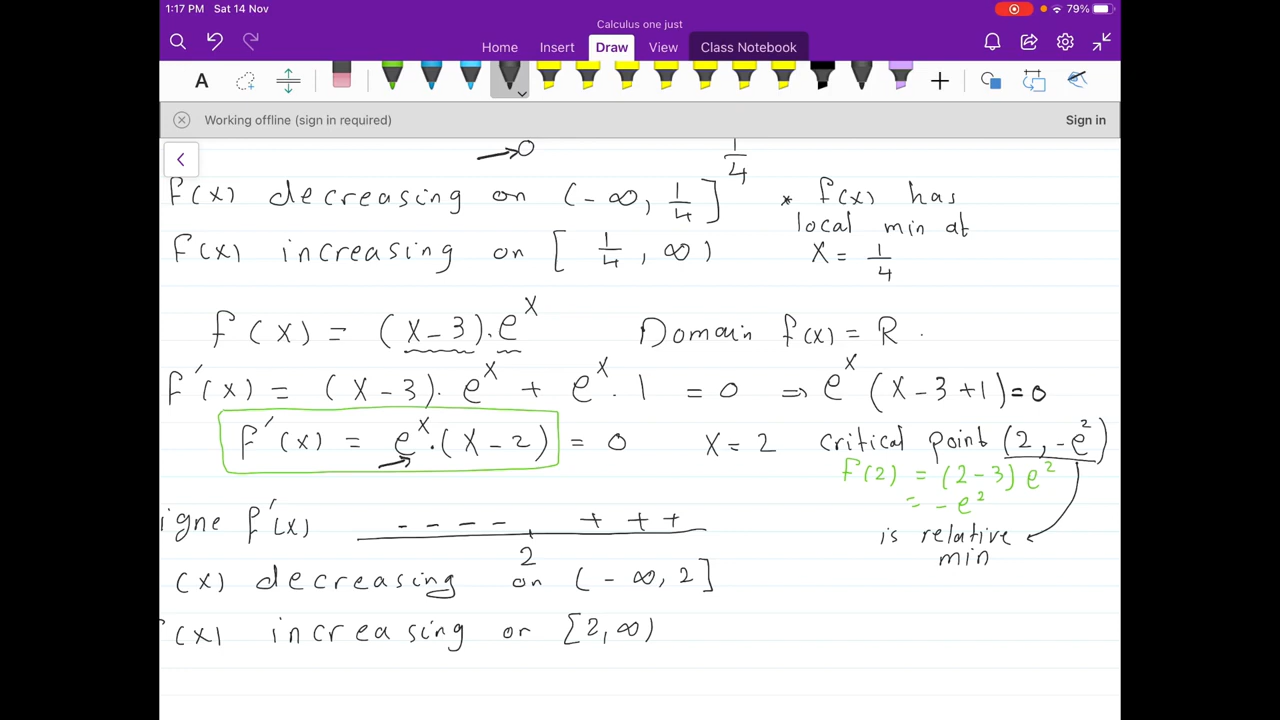 1:17 PM Sat 14 Nov
79%
Calculus one just
Home Insert Draw View Class Notebook
A
Working offline (sign in required) Sign in
→0 1/4
f(x) decreasing on (-∞, 1/4] * f(x) has
local min at
f(x) increasing on [1/4, ∞) x = 1/4
f(x) = (x-3).e^x Domain f(x) = R.
f'(x) = (x-3).e^x + e^x.1 = 0 ⇒ e^x(x-3+1)=0
f'(x) = e^x.(x-2) = 0 x=2 critical point (2, -e^2)
f(2) = (2-3) e^2
= -e^2
igne f'(x) - - - - + + +
is relative
min
2
(x) decreasing on (-∞, 2]
f(x) increasing on [2, ∞)